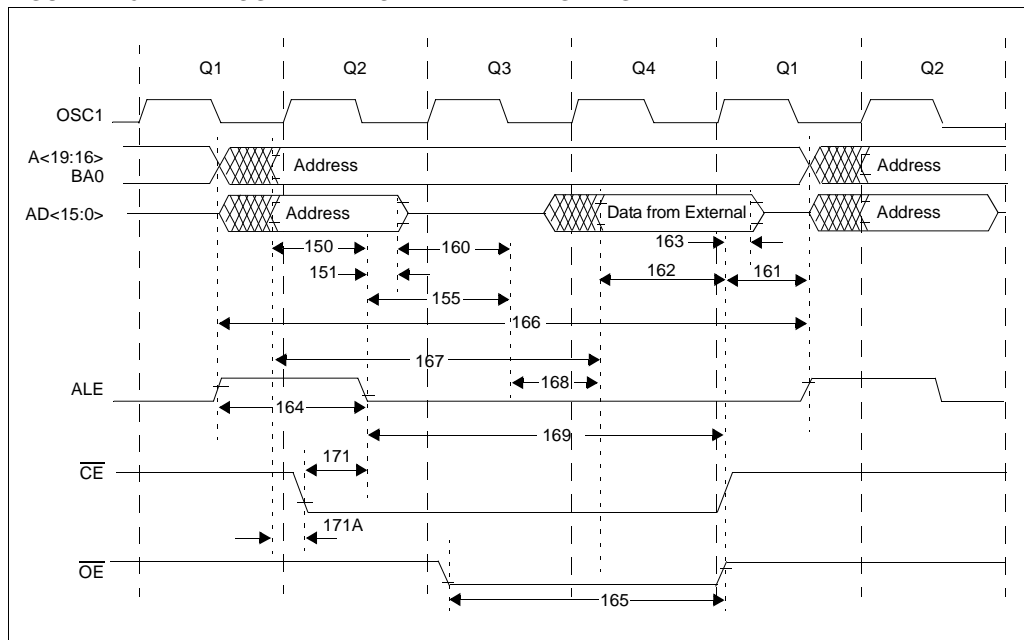 Q1 Q2 Q3 Q4 Q1 Q2
OSC1
A<19:16>
BA0
Address Address
AD<15:0>
Address Data from External Address
150 160 163
151 162 161
155
166
167
ALE
168
164
169
CE
171
171A
OE
165